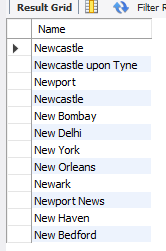 Result Grid Filter R
Name
Newcastle
Newcastle upon Tyne
Newport
Newcastle
New Bombay
New Delhi
New York
New Orleans
Newark
Newport News
New Haven
New Bedford